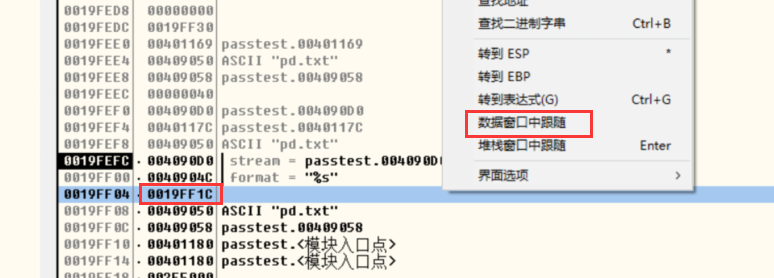 查找地址
查找二进制字串 Ctrl+B
转到 ESP *
转到 EBP
转到表达式(G) Ctrl+G
数据窗口中跟随
堆栈窗口中跟随 Enter
界面选项 >
0019FED8 00000000
0019FEDC 0019FF30
0019FEE0 00401169 passtest.00401169
0019FEE4 00409050 ASCII "pd.txt"
0019FEE8 00409058 passtest.00409058
0019FEEC 00000040
0019FEF0 004090D0 passtest.004090D0
0019FEF4 0040117C passtest.0040117C
0019FEF8 00409050 ASCII "pd.txt"
0019FEFC 004090D0 stream = passtest.004090D0
0019FF00 0040904C format = "%s"
0019FF04 0019FF1C
0019FF08 00409050 ASCII "pd.txt"
0019FF0C 00409058 passtest.00409058
0019FF10 00401180 passtest.<模块入口点>
0019FF14 00401180 passtest.<模块入口点>